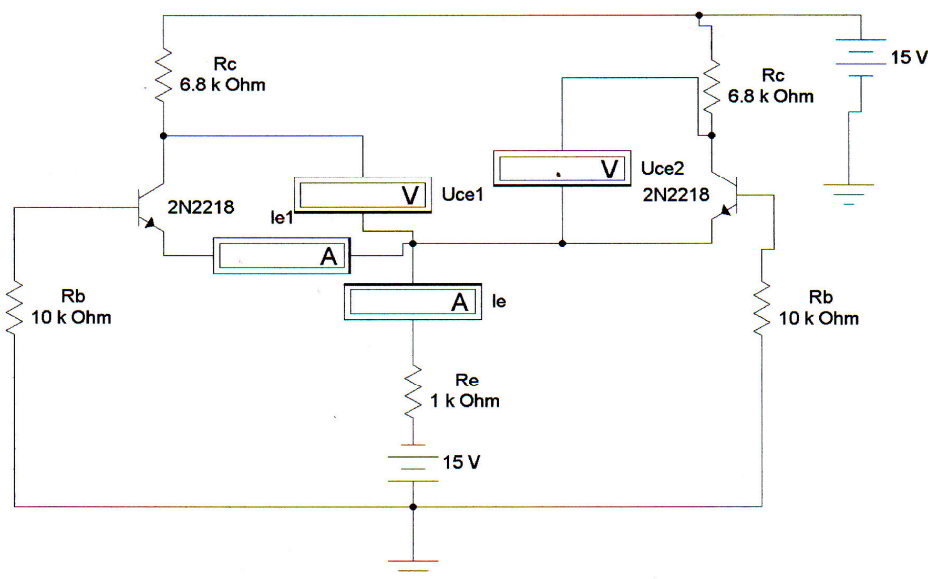 Rc
6.8 k Ohm
Rc
6.8 k Ohm
15 V
V
Uce1
V
Uce2
2N2218
2N2218
Ie1
A
A
Ie
Rb
10 k Ohm
Rb
10 k Ohm
Re
1 k Ohm
15 V